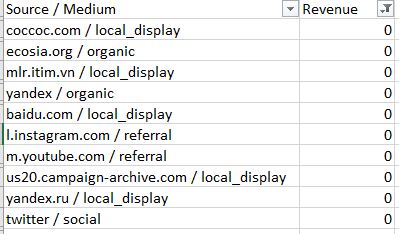 Source / Medium Revenue
coccoc.com / local_display 0
ecosia.org / organic 0
mlr.itim.vn / local_display 0
yandex / organic 0
baidu.com / local_display 0
l.instagram.com / referral 0
m.youtube.com / referral 0
us20.campaign-archive.com / local_display 0
yandex.ru / local_display 0
twitter / social 0